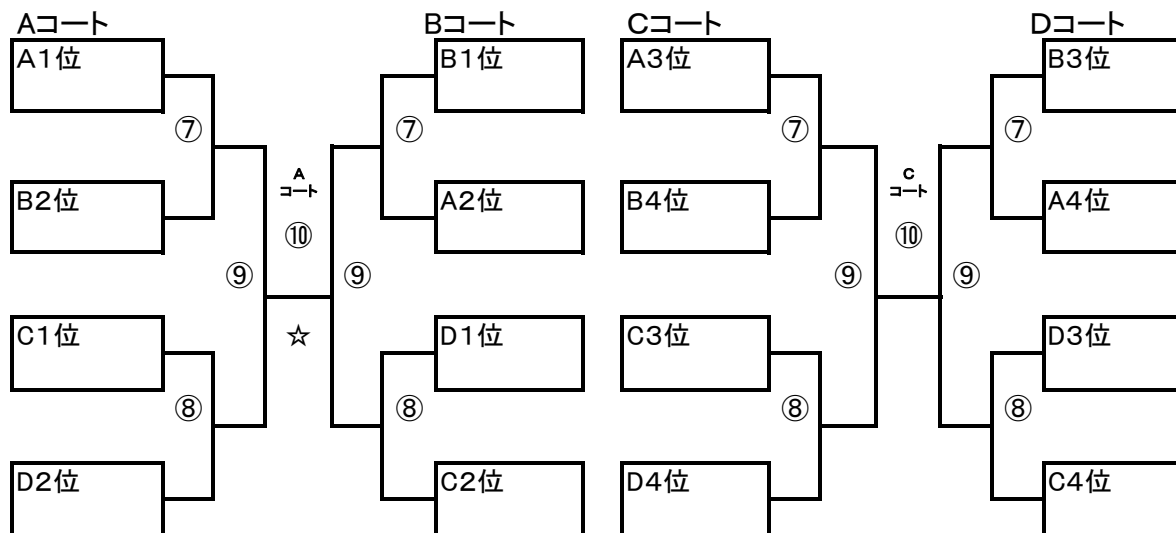 Aコート Bコート Cコート Dコート
A1位 B1位 A3位 B3位
⑦ ⑦ ⑦ ⑦
A C
コート コート
B2位 A2位 B4位 A4位
⑩ ⑩
⑨ ⑨ ⑨ ⑨
C1位 ☆ D1位 C3位 D3位
⑧ ⑧ ⑧ ⑧
D2位 C2位 D4位 C4位